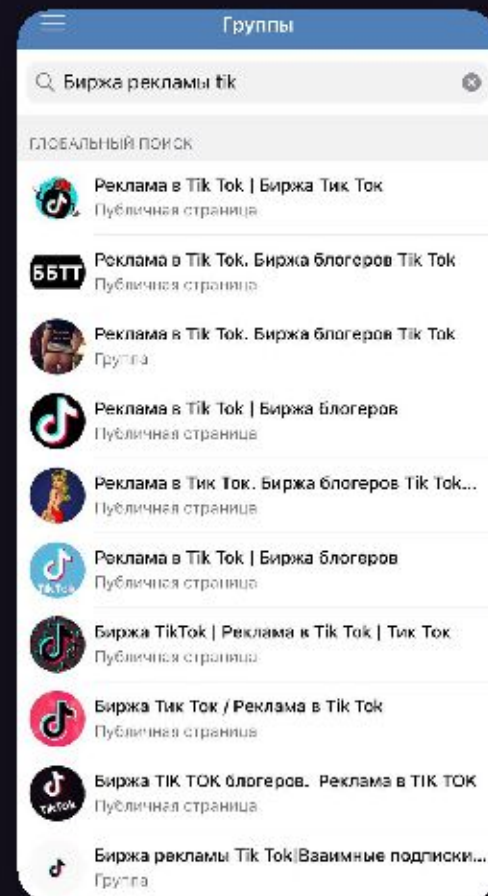 Группы
Биржа рекламы tik
ГЛОБАЛЬНЫЙ ПОИСК
Реклама в Tik Tok | Биржа Тик Ток
Публичная страница
Реклама в Tik Tok. Биржа блогеров Tik Tok
ББТТ
Публичная страница
Реклама в Tik Tok. Биржа блогеров Tik Tok
Группа
Реклама в Tik Tok | Биржа блогеров
Публичная страница
Реклама в Тик Ток. Биржа блогеров Tik Tok...
Публичная страница
Реклама в Tik Tok | Биржа блогеров
TikTok
Публичная страница
Биржа TikTok | Реклама в Tik Tok | Тик Ток
Публичная страница
Биржа Тик Ток / Реклама в Tik Tok
Публичная страница
Биржа TIK TOK блогеров. Реклама в TIK TOK
TikTok
Публичная страница
Биржа рекламы Tik Tok|Взаимные подписки...
Группа